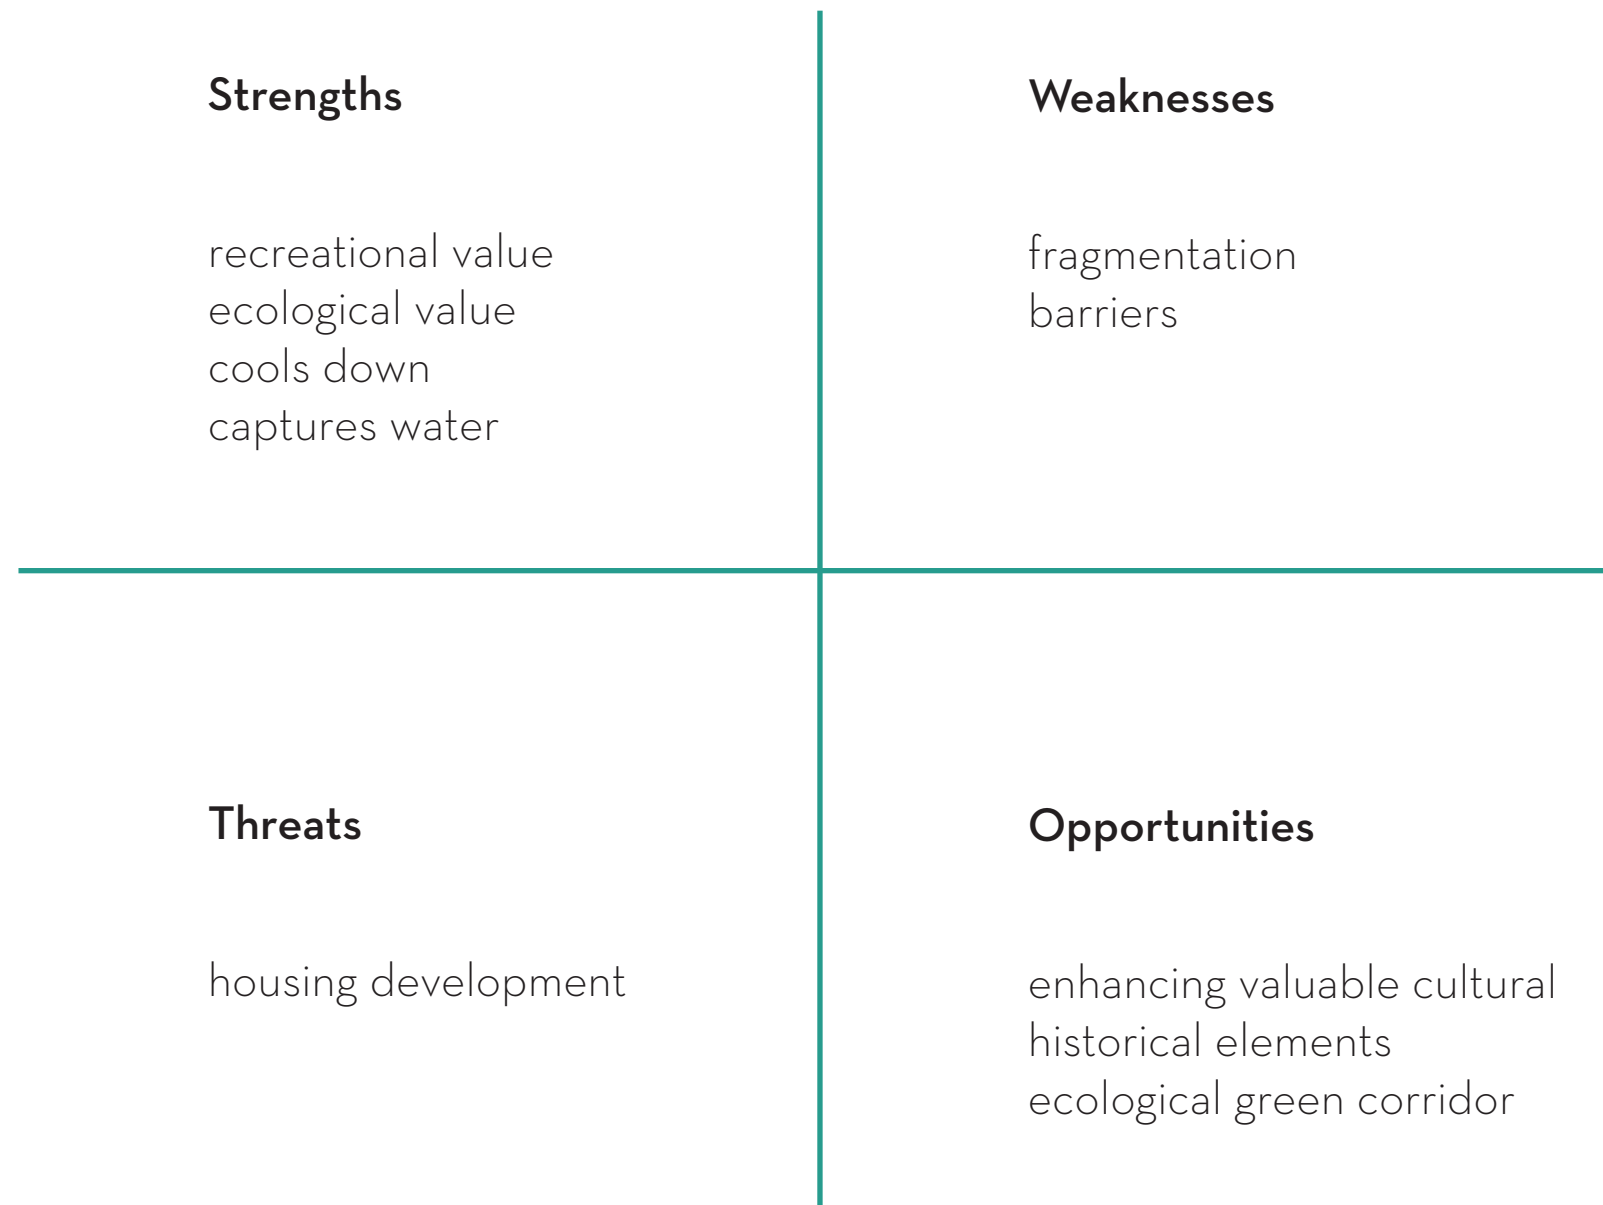 Strengths
recreational value
ecological value
cools down
captures water
Weaknesses
fragmentation
barriers
Threats
housing development
Opportunities
enhancing valuable cultural
historical elements
ecological green corridor